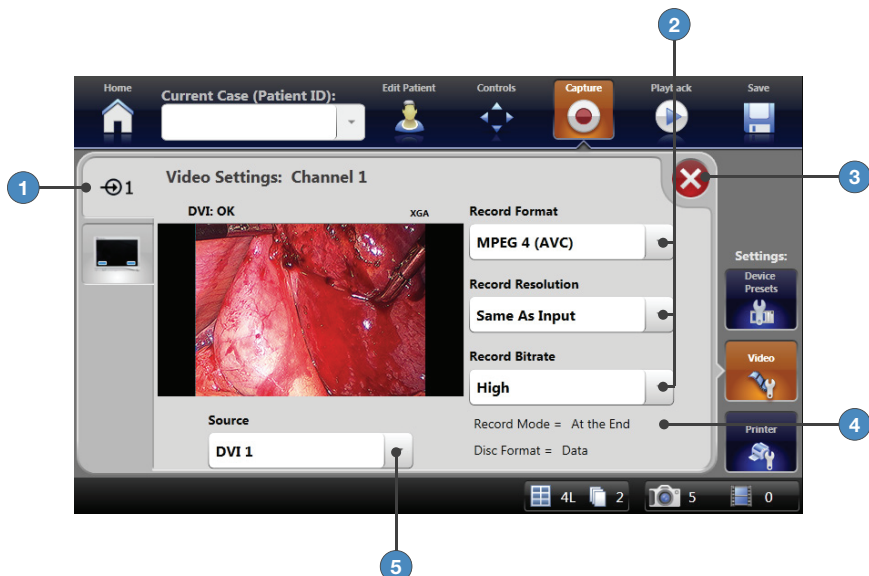 2
Home
Current Case (Patient ID):
Edit Patient
Controls
Capture
Playback
Save
1
1
Video Settings: Channel 1
3
DVI: OK
XGA
Record Format
MPEG 4 (AVC)
Settings:
Device
Presets
Record Resolution
Same As Input
Record Bitrate
Video
High
Source
Record Mode = At the End
4
Printer
DVI 1
Disc Format = Data
4L
2
5
0
5